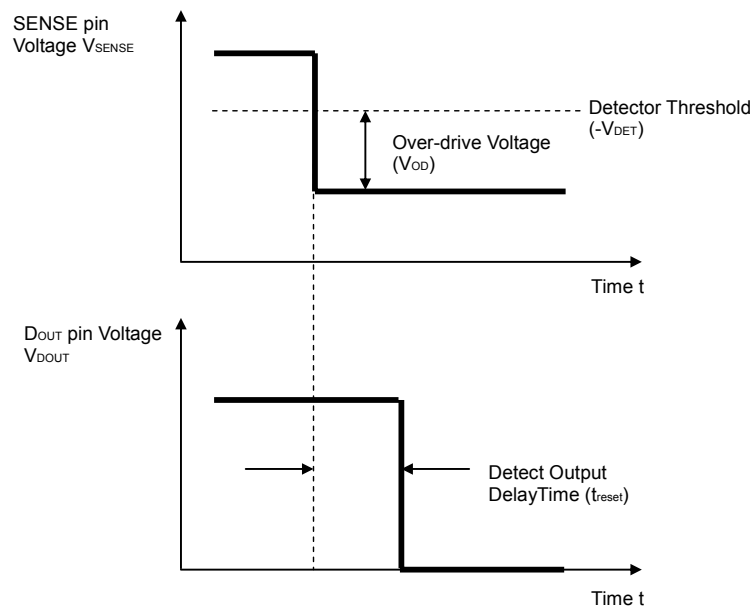 SENSE pin
Voltage VSENSE
Detector Threshold
(-VDET)
Over-drive Voltage
(VOD)
Time t
DOUT pin Voltage
VDOUT
Detect Output
DelayTime (treset)
Time t